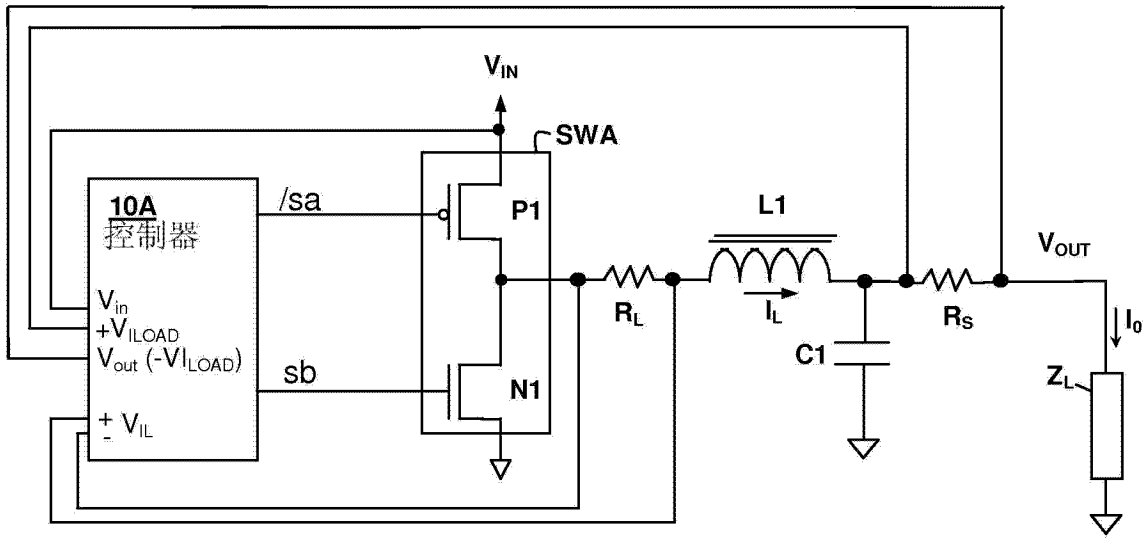 V_IN
SWA
10A
控制器
/sa
P1
L1
V_OUT
V_in
+V_ILOAD
V_out (-VI_LOAD)
R_L
I_L
R_S
I_0
sb
N1
C1
Z_L
+ V_IL
-